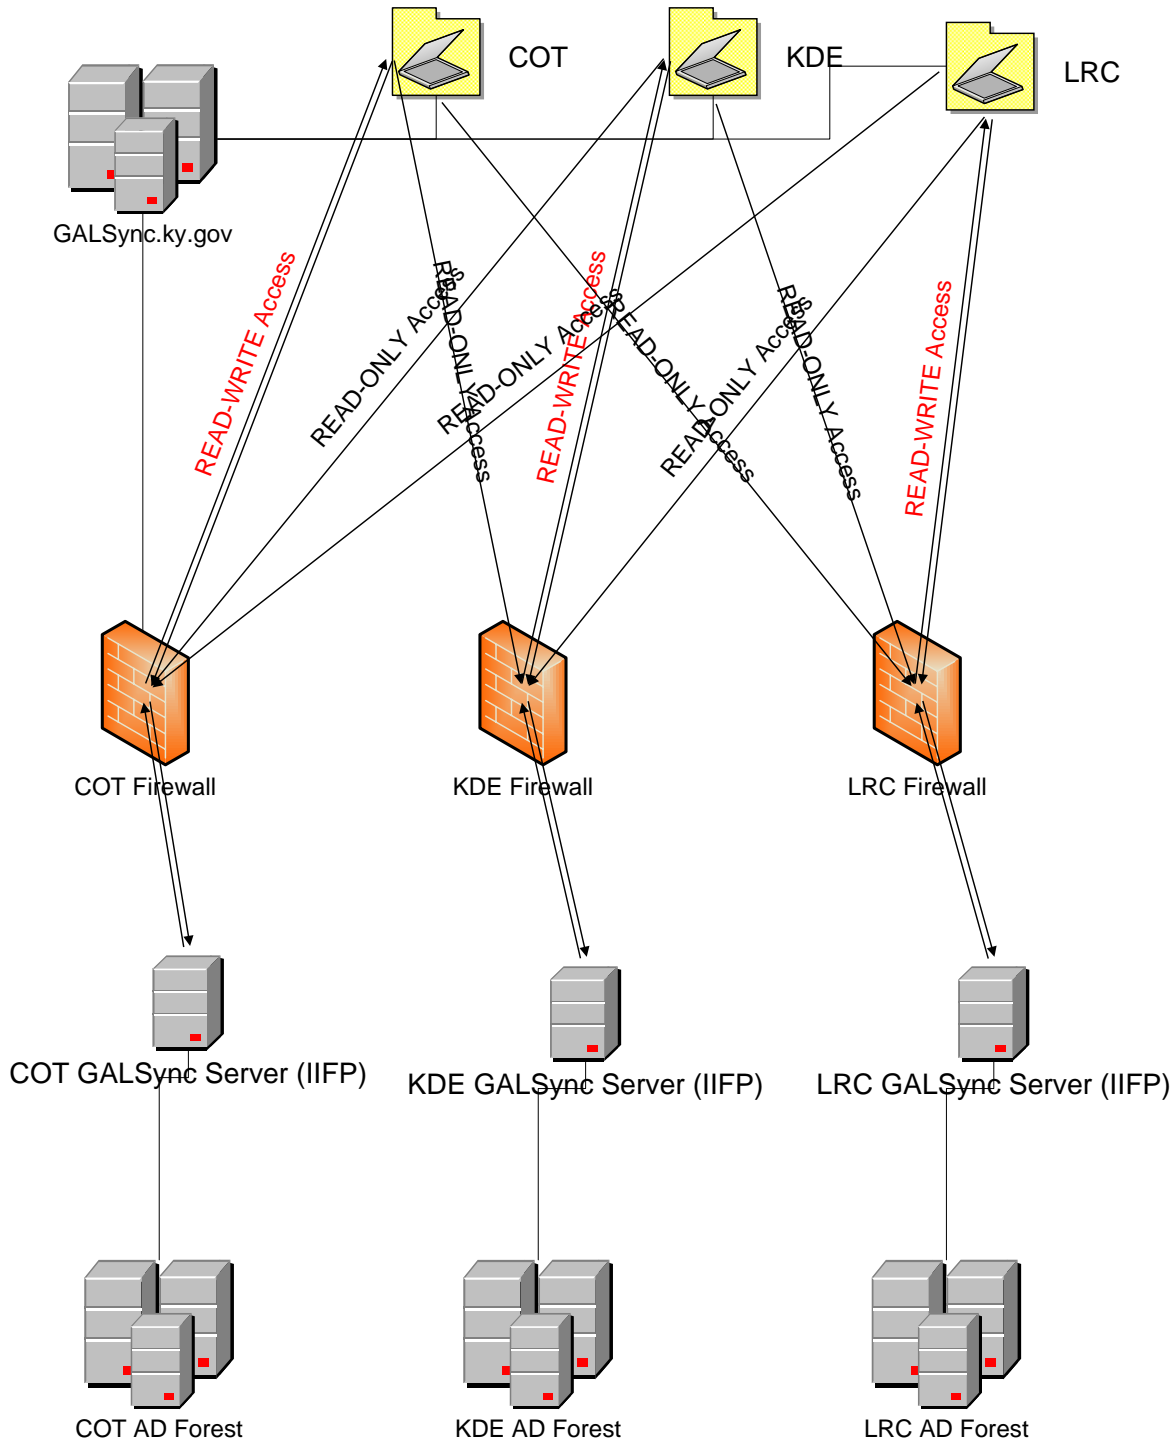 COT
KDE
LRC
GALSync.ky.gov
READ-WRITE Access
READ-ONLY Access
READ-ONLY Access
READ-ONLY Access
READ-WRITE Access
READ-ONLY Access
READ-ONLY Access
READ-ONLY Access
READ-WRITE Access
COT Firewall
KDE Firewall
LRC Firewall
COT GALSync Server (IIFP)
KDE GALSync Server (IIFP)
LRC GALSync Server (IIFP)
COT AD Forest
KDE AD Forest
LRC AD Forest